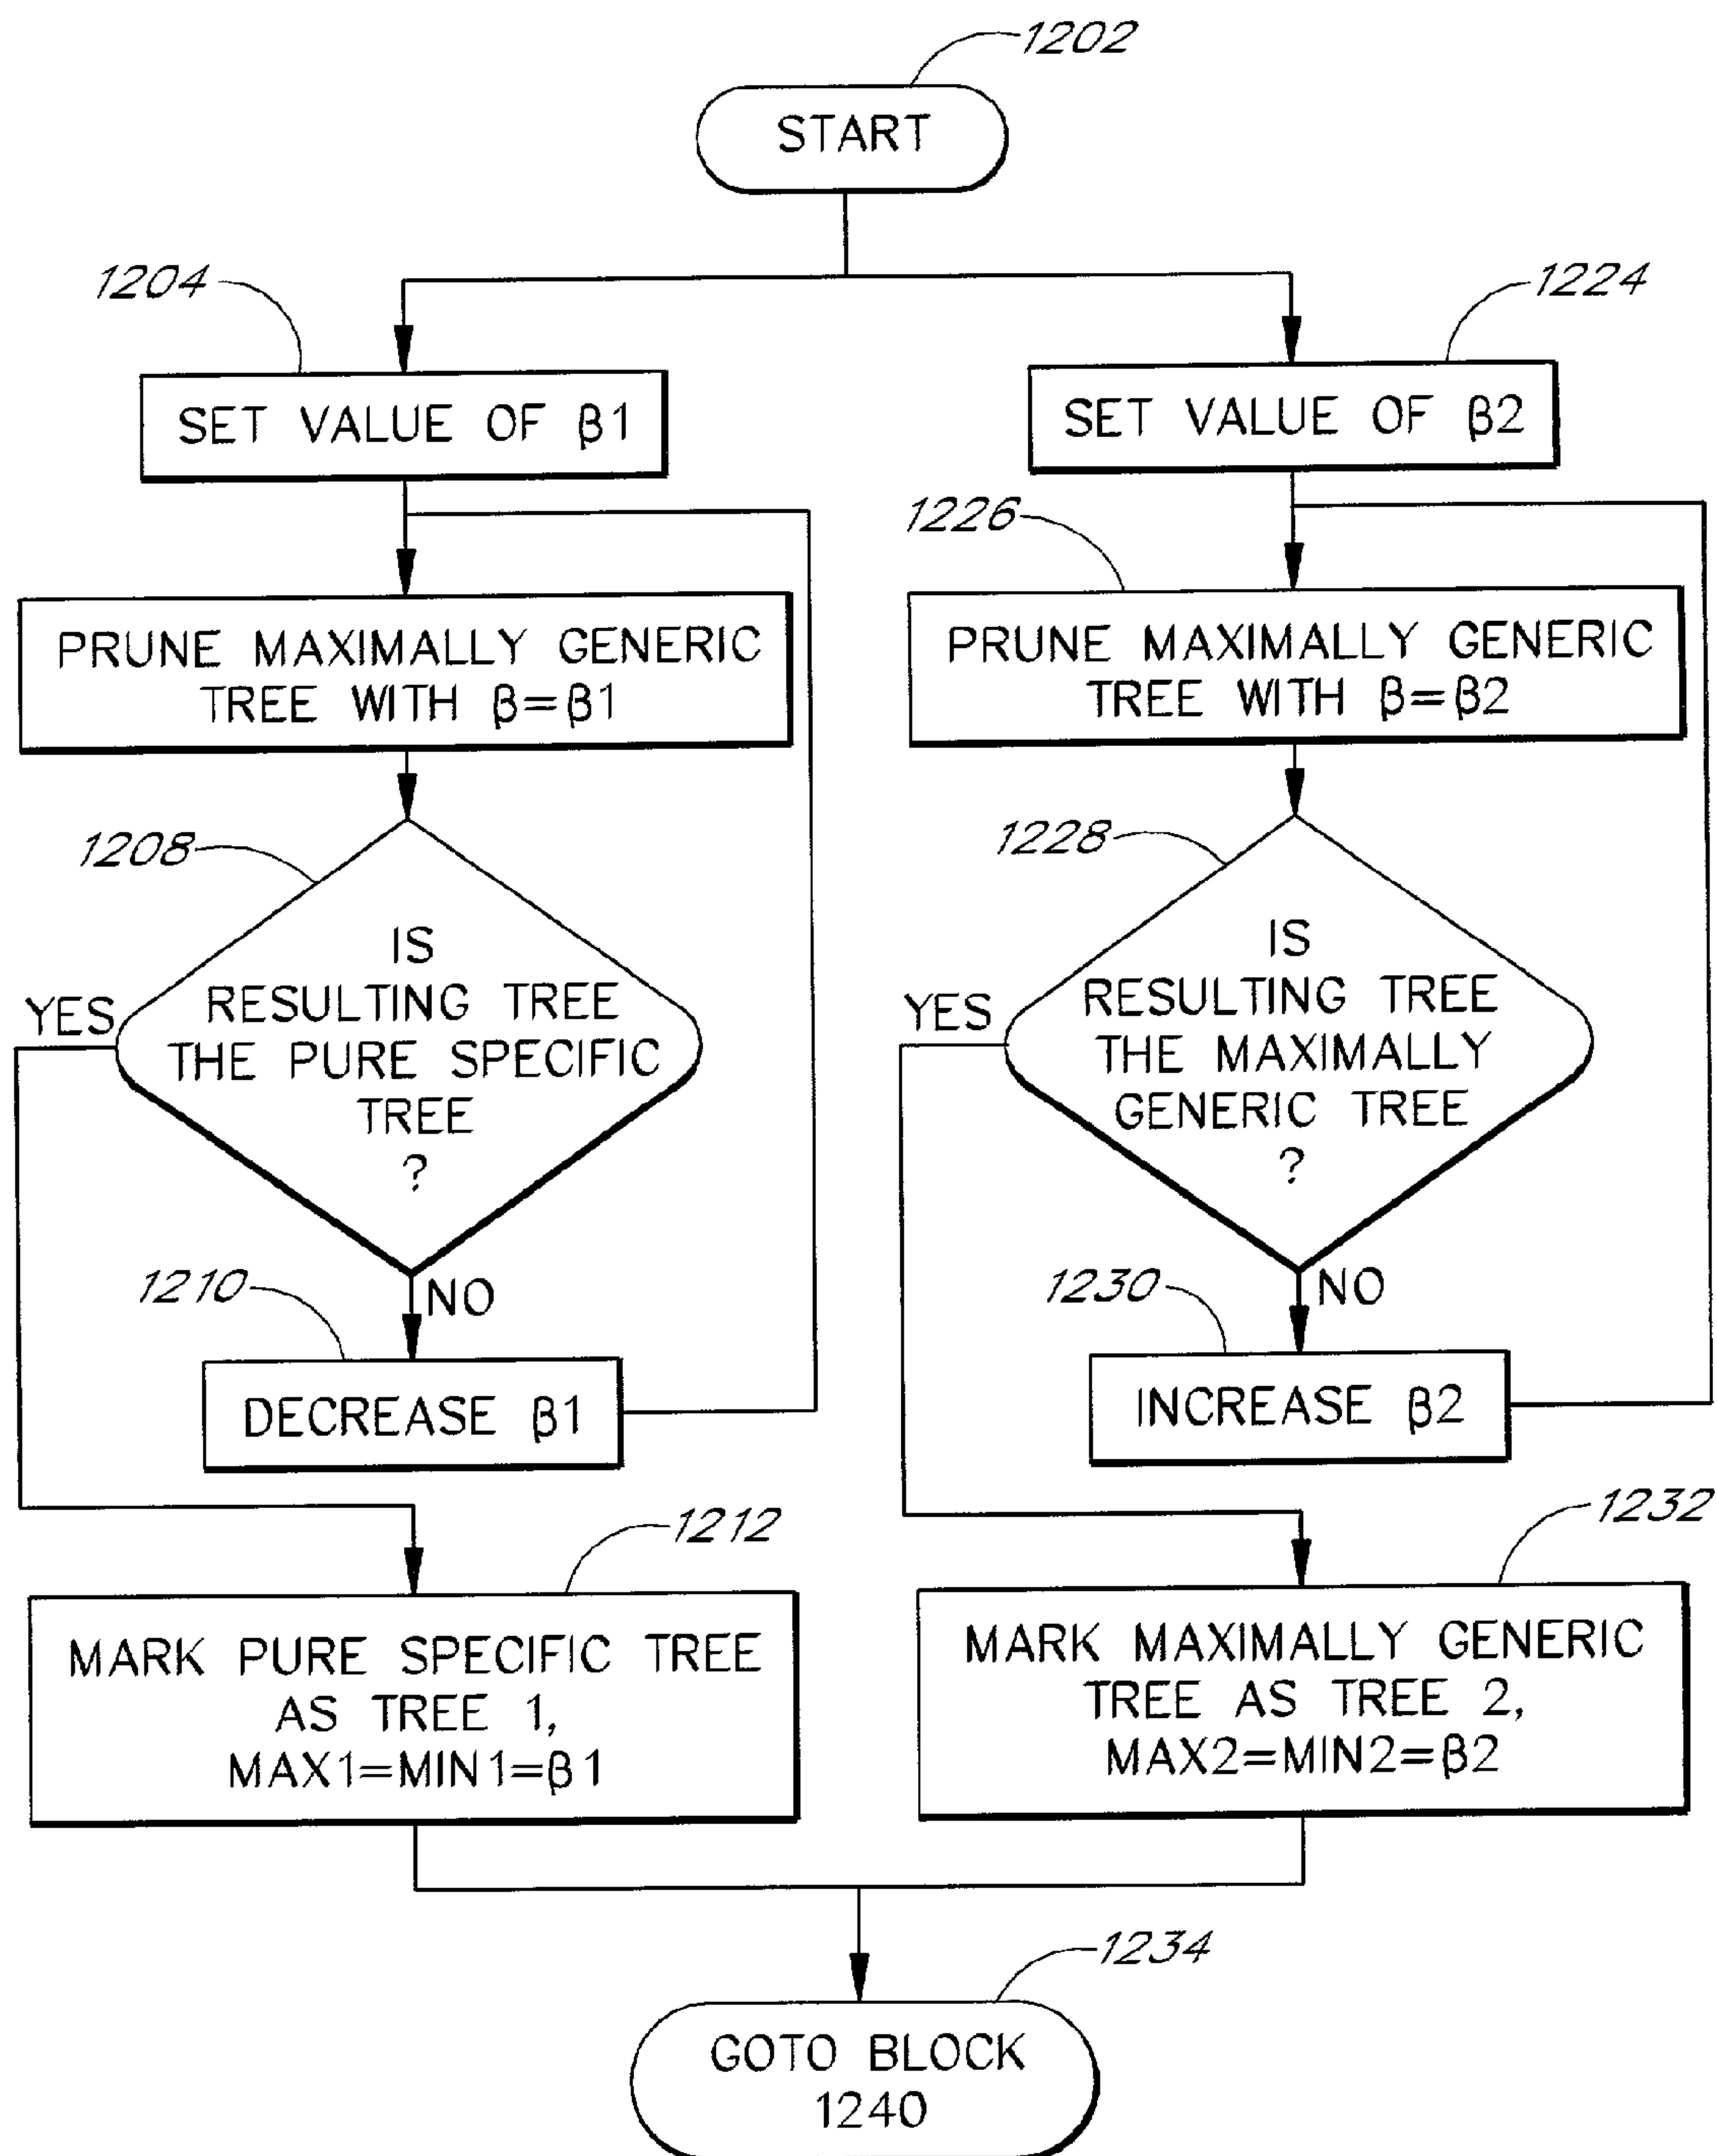 1202
START
1204
1224
SET VALUE OF β1
SET VALUE OF β2
1226
PRUNE MAXIMALLY GENERIC
TREE WITH β=β1
PRUNE MAXIMALLY GENERIC
TREE WITH β=β2
1208
IS
RESULTING TREE
THE PURE SPECIFIC
TREE
?
YES
NO
1228
IS
RESULTING TREE
THE MAXIMALLY
GENERIC TREE
?
YES
NO
1210
DECREASE β1
1230
INCREASE β2
1212
MARK PURE SPECIFIC TREE
AS TREE 1,
MAX1=MIN1=β1
1232
MARK MAXIMALLY GENERIC
TREE AS TREE 2,
MAX2=MIN2=β2
1234
GOTO BLOCK
1240